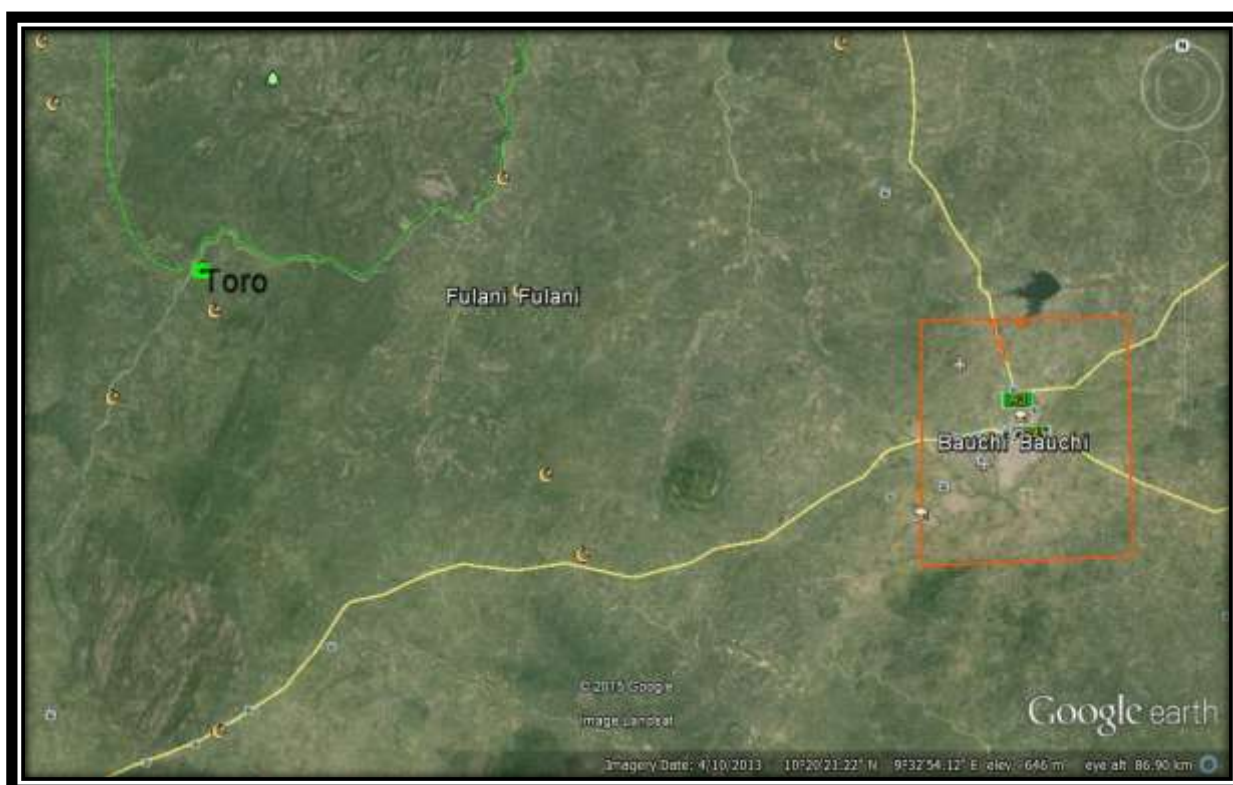 N
Toro
Fulani Fulani
Bauchi Bauchi
© 2015 Google
Image Landsat
Google earth
Imagery Date: 4/10/2013 10°20'21.22" N 9°32'54.12" E elev 646 m eye alt 86.90 km